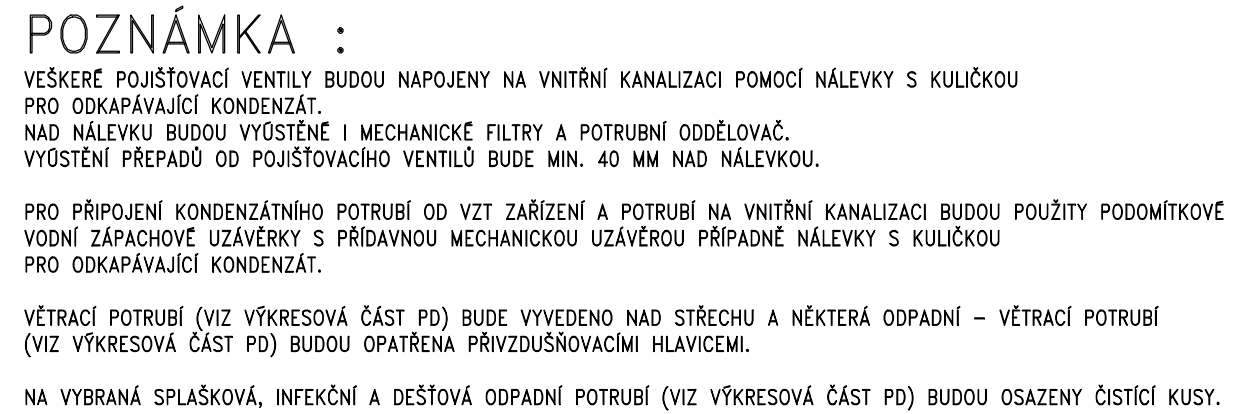 POZNÁMKA :
VEŠKERÉ POJIŠŤOVACÍ VENTILY BUDOU NAPOJENY NA VNITŘNÍ KANALIZACI POMOCÍ NÁLEVKY S KULIČKOU
PRO ODKAPÁVAJÍCÍ KONDENZÁT.
NAD NÁLEVKU BUDOU VYÚSTĚNÉ I MECHANICKÉ FILTRY A POTRUBNÍ ODDĚLOVAČ.
VYÚSTĚNÍ PŘEPADŮ OD POJIŠŤOVACÍHO VENTILŮ BUDE MIN. 40 MM NAD NÁLEVKOU.
PRO PŘIPOJENÍ KONDENZÁTNÍHO POTRUBÍ OD VZT ZAŘÍZENÍ A POTRUBÍ NA VNITŘNÍ KANALIZACI BUDOU POUŽITY PODOMÍTKOVÉ
VODNÍ ZÁPACHOVÉ UZÁVĚRKY S PŘÍDAVNOU MECHANICKOU UZÁVĚROU PŘÍPADNĚ NÁLEVKY S KULIČKOU
PRO ODKAPÁVAJÍCÍ KONDENZÁT.
VĚTRACÍ POTRUBÍ (VIZ VÝKRESOVÁ ČÁST PD) BUDE VYVEDENO NAD STŘECHU A NĚKTERÁ ODPADNÍ – VĚTRACÍ POTRUBÍ
(VIZ VÝKRESOVÁ ČÁST PD) BUDOU OPATŘENA PŘIVZDUŠŇOVACÍMI HLAVICEMI.
NA VYBRANÁ SPLAŠKOVÁ, INFEKČNÍ A DEŠŤOVÁ ODPADNÍ POTRUBÍ (VIZ VÝKRESOVÁ ČÁST PD) BUDOU OSAZENY ČISTÍCÍ KUSY.